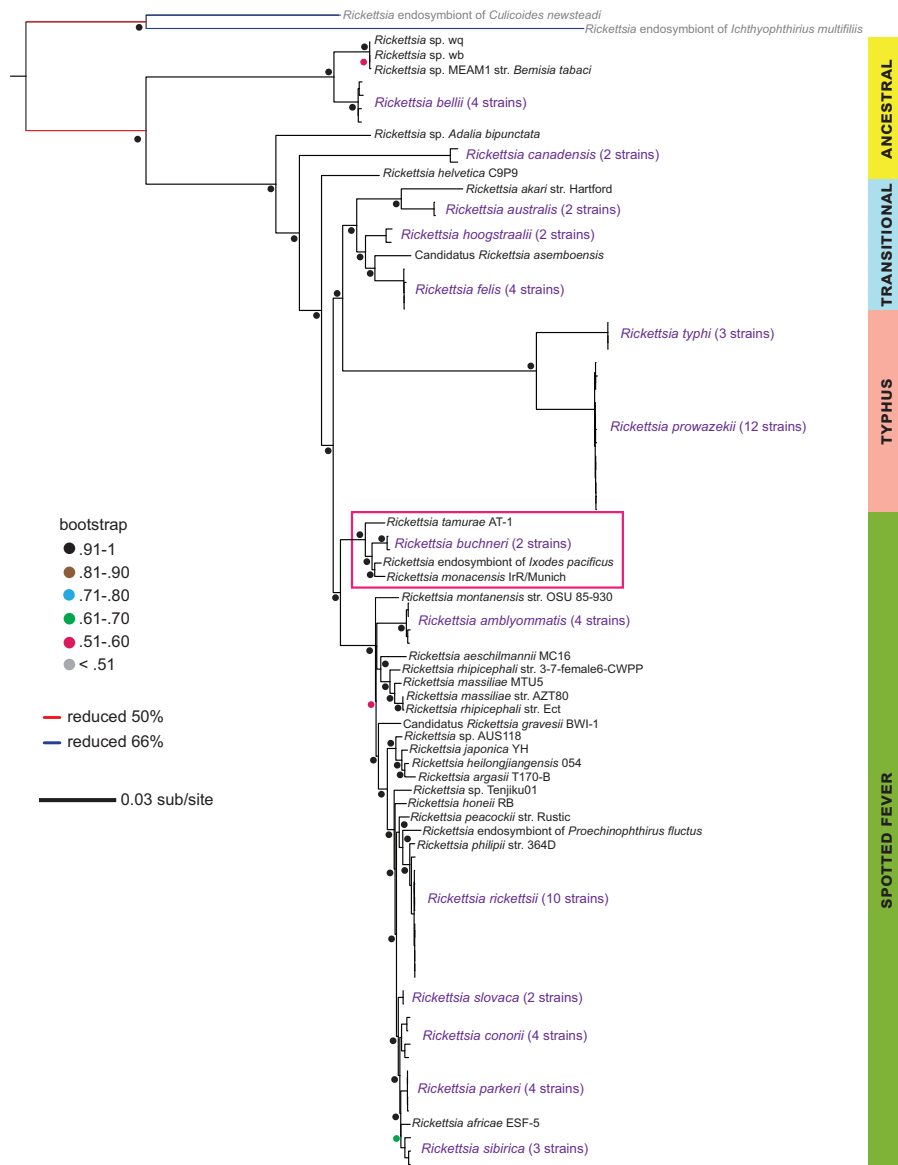 Rickettsia endosymbiont of Culicoides newsteadi
Rickettsia endosymbiont of Ichthyophthirius multifiliis
Rickettsia sp. wq
Rickettsia sp. wb
Rickettsia sp. MEAM1 str. Bemisia tabaci
Rickettsia bellii (4 strains)
Rickettsia sp. Adalia bipunctata
Rickettsia canadensis (2 strains)
Rickettsia helvetica C9P9
ANCESTRAL
Rickettsia akari str. Hartford
Rickettsia australis (2 strains)
Rickettsia hoogstraalii (2 strains)
Candidatus Rickettsia asemboensis
Rickettsia felis (4 strains)
TRANSITIONAL
Rickettsia typhi (3 strains)
Rickettsia prowazekii (12 strains)
TYPHUS
Rickettsia tamurae AT-1
Rickettsia buchneri (2 strains)
Rickettsia endosymbiont of Ixodes pacificus
Rickettsia monacensis IrR/Munich
Rickettsia montanensis str. OSU 85-930
Rickettsia amblyommatis (4 strains)
Rickettsia aeschilmannii MC16
Rickettsia rhipicephali str. 3-7-female6-CWPP
Rickettsia massiliae MTU5
Rickettsia massiliae str. AZT80
Rickettsia rhipicephali str. Ect
Candidatus Rickettsia gravesii BWI-1
Rickettsia sp. AUS118
Rickettsia japonica YH
Rickettsia heilongjiangensis 054
Rickettsia argasii T170-B
Rickettsia sp. Tenjiku01
Rickettsia honeii RB
Rickettsia peacockii str. Rustic
Rickettsia endosymbiont of Proechinophthirus fluctus
Rickettsia philipii str. 364D
Rickettsia rickettsii (10 strains)
Rickettsia slovaca (2 strains)
Rickettsia conorii (4 strains)
Rickettsia parkeri (4 strains)
Rickettsia africae ESF-5
Rickettsia sibirica (3 strains)
SPOTTED FEVER
bootstrap
.91-1
.81-.90
.71-.80
.61-.70
.51-.60
< .51
reduced 50%
reduced 66%
0.03 sub/site